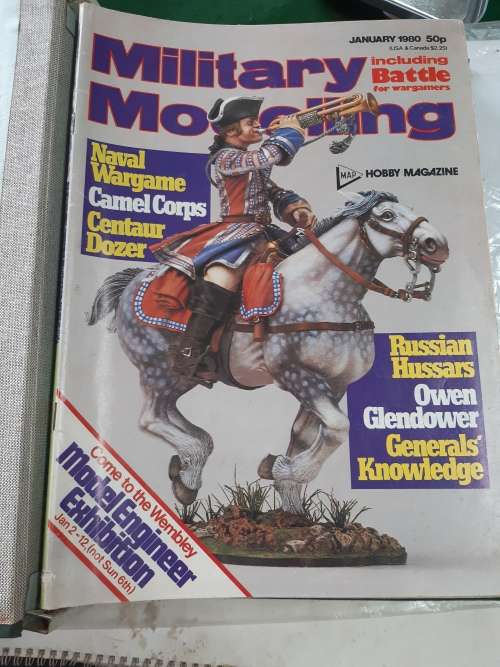 JANUARY 1980 50p
(USA & Canada $2.25)
Military
including
Battle
for wargamers
Modelling
MAP HOBBY MAGAZINE
Naval
Wargame
Camel Corps
Centaur
Dozer
Russian
Hussars
Owen
Glendower
Generals'
Knowledge
Come to the Wembley
Model Engineer
Exhibition
Jan 2-12, (not Sun 6th)